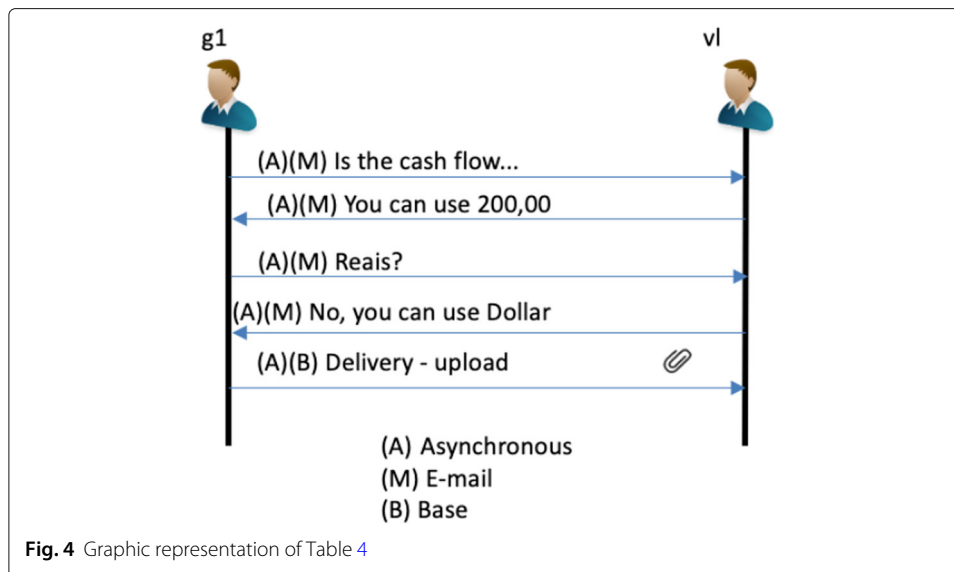 g1 vl
(A)(M) Is the cash flow...
(A)(M) You can use 200,00
(A)(M) Reais?
(A)(M) No, you can use Dollar
(A)(B) Delivery - upload
(A) Asynchronous
(M) E-mail
(B) Base
Fig. 4 Graphic representation of Table 4